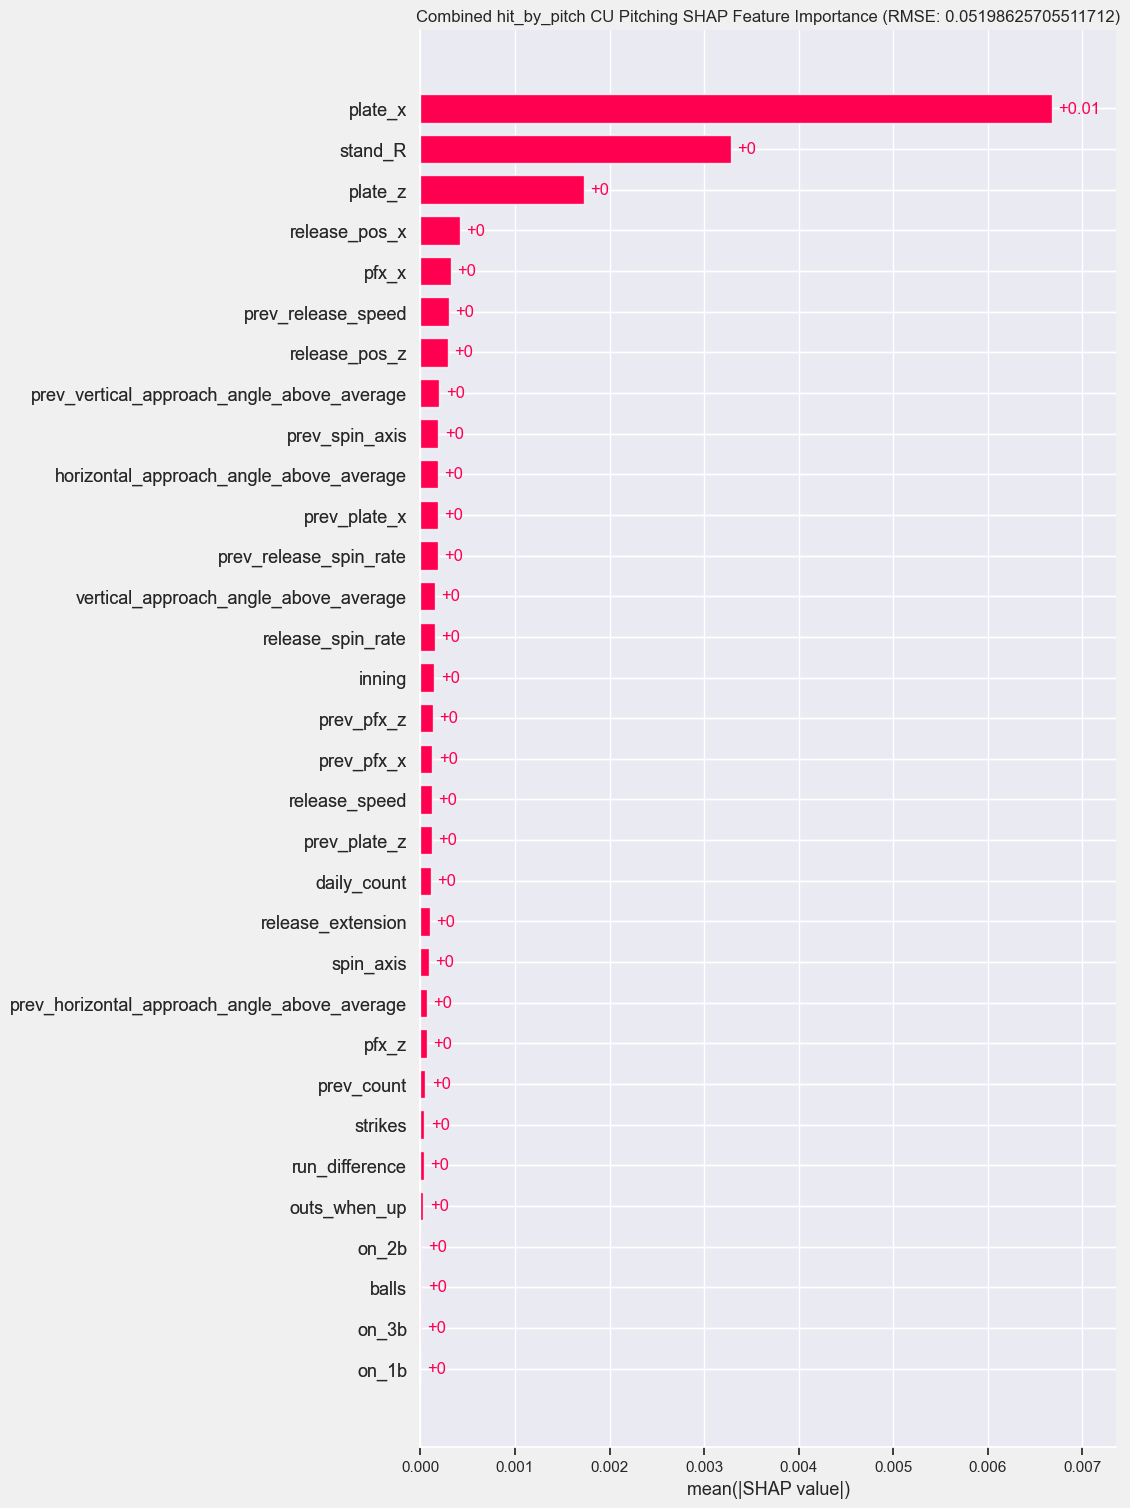 Combined hit_by_pitch CU Pitching SHAP Feature Importance (RMSE: 0.05198625705511712)
plate_x +0.01
stand_R +0
plate_z +0
release_pos_x +0
pfx_x +0
prev_release_speed +0
release_pos_z +0
prev_vertical_approach_angle_above_average +0
prev_spin_axis +0
horizontal_approach_angle_above_average +0
prev_plate_x +0
prev_release_spin_rate +0
vertical_approach_angle_above_average +0
release_spin_rate +0
inning +0
prev_pfx_z +0
prev_pfx_x +0
release_speed +0
prev_plate_z +0
daily_count +0
release_extension +0
spin_axis +0
prev_horizontal_approach_angle_above_average +0
pfx_z +0
prev_count +0
strikes +0
run_difference +0
outs_when_up +0
on_2b +0
balls +0
on_3b +0
on_1b +0
0.000 0.001 0.002 0.003 0.004 0.005 0.006 0.007
mean(|SHAP value|)